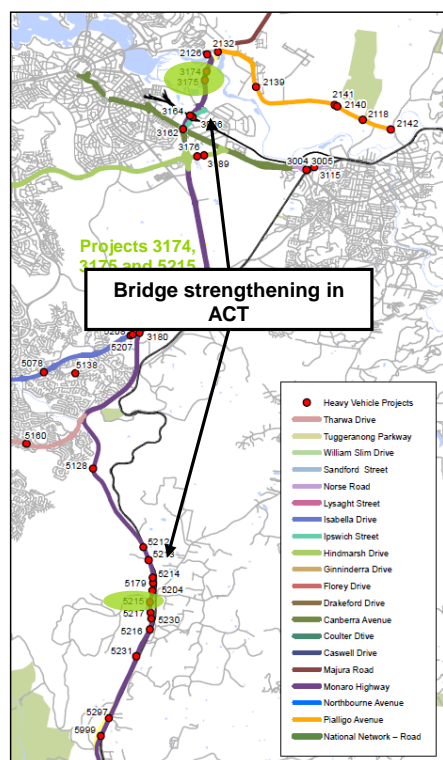 2126
2132
3174
3175
2139
2141
2140
2118
2142
3164
3162
3176
3189
3004
3005
3115
Projects 3174,
3175 and 5215
Bridge strengthening in
ACT
5207
3180
5078
5138
5160
5128
5212
5213
5214
5179
5204
5215
5217
5230
5216
5231
5297
5999
Heavy Vehicle Projects
Tharwa Drive
Tuggeranong Parkway
William Slim Drive
Sandford Street
Norse Road
Lysaght Street
Isabella Drive
Ipswich Street
Hindmarsh Drive
Ginninderra Drive
Florey Drive
Drakeford Drive
Canberra Avenue
Coulter Dtive
Caswell Drive
Majura Road
Monaro Highway
Northbourne Avenue
Pialligo Avenue
National Network – Road